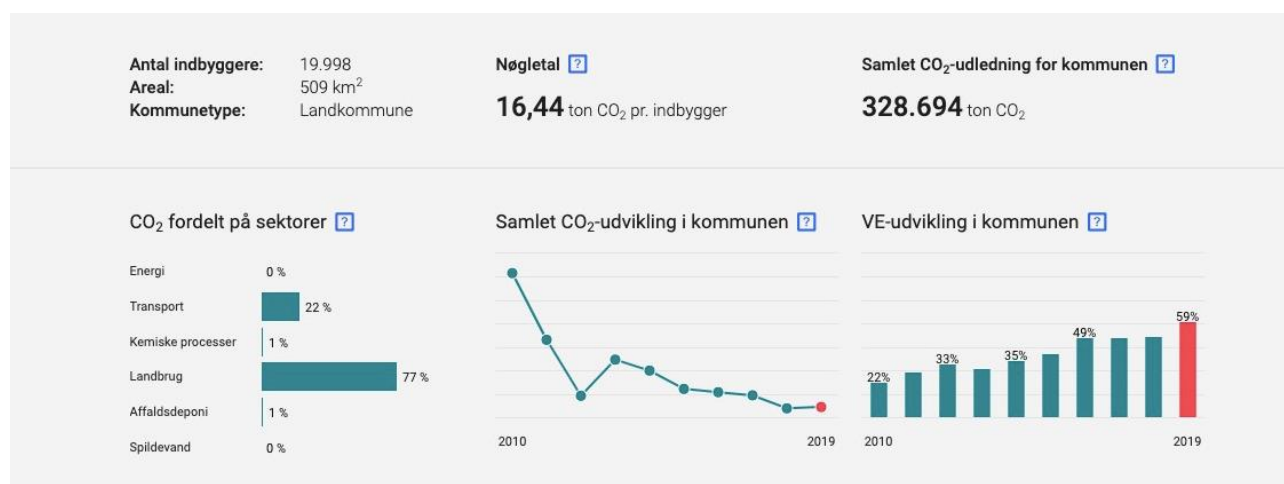 Antal indbyggere: 19.998
Areal: 509 km²
Kommunetype: Landkommune
Nøgletal ?
16,44 ton CO₂ pr. indbygger
Samlet CO₂-udledning for kommunen ?
328.694 ton CO₂
CO₂ fordelt på sektorer ?
Energi 0 %
Transport 22 %
Kemiske processer 1 %
Landbrug 77 %
Affaldsdeponi 1 %
Spildevand 0 %
Samlet CO₂-udvikling i kommunen ?
2010 2019
VE-udvikling i kommunen ?
22% 33% 35% 49% 59%
2010 2019